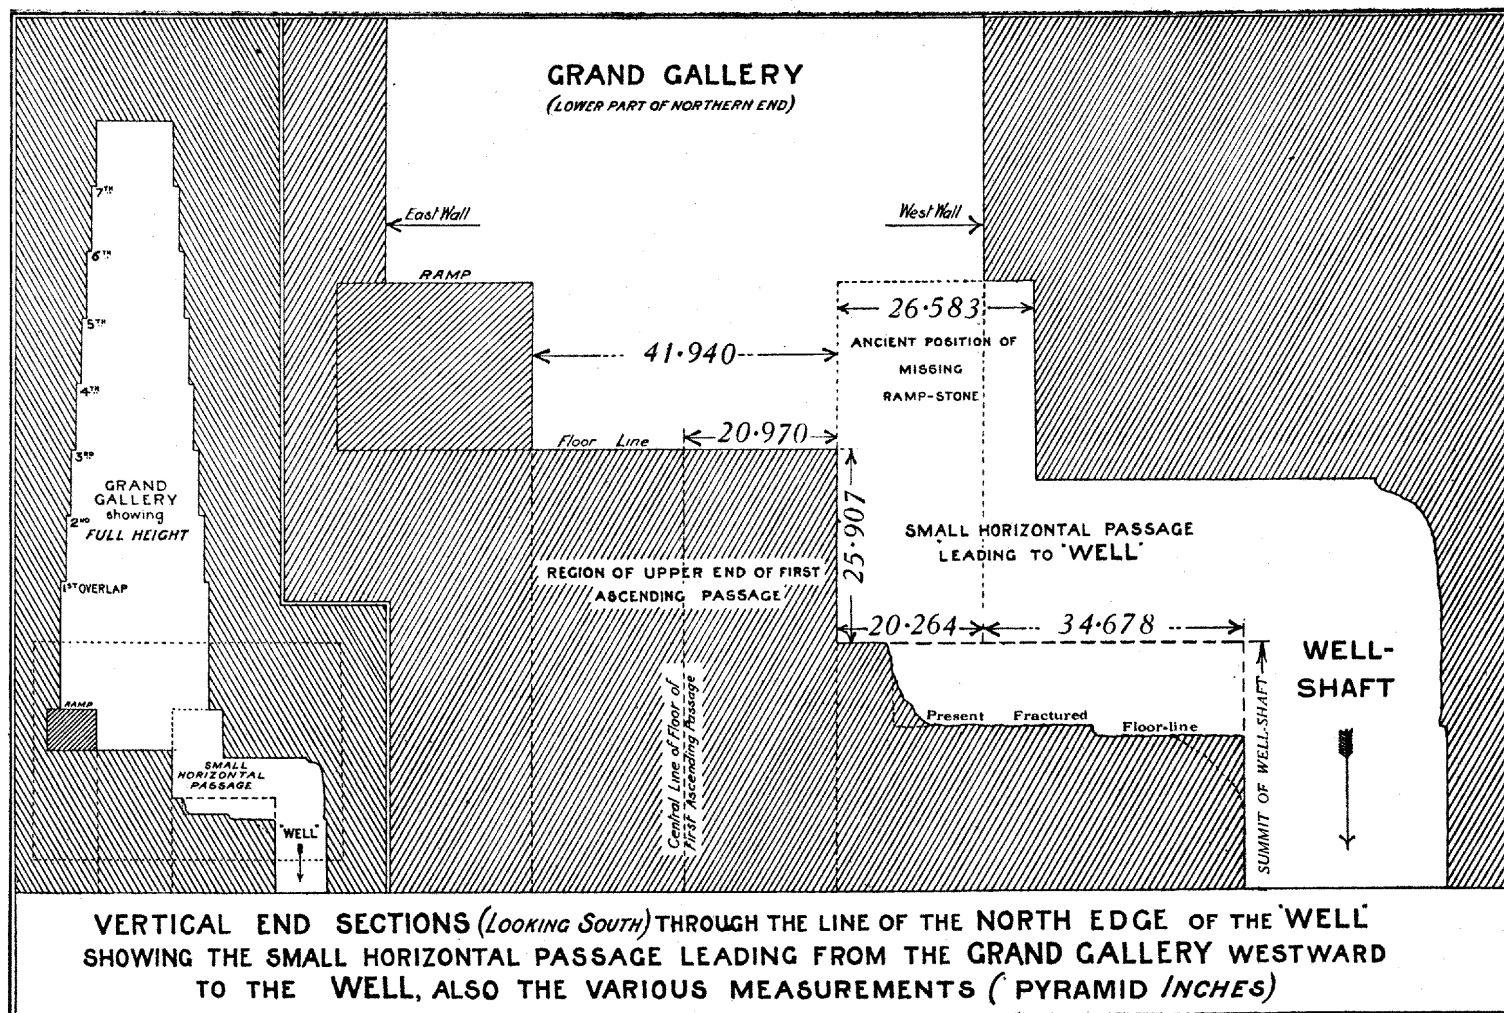 GRAND GALLERY
(LOWER PART OF NORTHERN END)
East Wall
West Wall
RAMP
26·583
ANCIENT POSITION OF
MISSING
RAMP-STONE
41·940
20·970
Floor Line
25·907
SMALL HORIZONTAL PASSAGE
LEADING TO "WELL"
REGION OF UPPER END OF FIRST
ASCENDING PASSAGE
20·264
34·678
WELL-
SHAFT
Present Fractured Floor-line
SUMMIT OF WELL-SHAFT
Central Line of Floor of
First Ascending Passage
7TH
6TH
5TH
4TH
3RD
GRAND
GALLERY
showing
FULL HEIGHT
2ND
1ST OVERLAP
RAMP
SMALL
HORIZONTAL
PASSAGE
"WELL"
VERTICAL END SECTIONS (LOOKING SOUTH) THROUGH THE LINE OF THE NORTH EDGE OF THE "WELL"
SHOWING THE SMALL HORIZONTAL PASSAGE LEADING FROM THE GRAND GALLERY WESTWARD
TO THE WELL, ALSO THE VARIOUS MEASUREMENTS (PYRAMID INCHES)